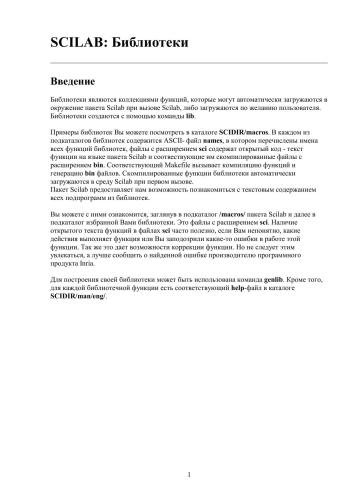 SCILAB: Библиотеки
Введение
Библиотеки являются коллекциями функций, которые могут автоматически загружаются в
окружение пакета Scilab при вызове Scilab, либо загружаются по желанию пользователя.
Библиотеки создаются с помощью команды lib.
Примеры библиотек Вы можете посмотреть в каталоге SCIDIR/macros. В каждом из
подкаталогов библиотек содержится ASCII- файл names, в котором перечислены имена
всех функций библиотек, файлы с расширением sci содержат открытый код - текст
функции на языке пакета Scilab и соотвествующие им скомпилированные файлы с
расширением bin. Соответствующий Makefile вызывает компиляцию функций и
генерацию bin файлов. Скомпилированные функции библиотеки автоматически
загружаются в среду Scilab при первом вызове.
Пакет Scilab предоставляет нам возможность познакомиться с текстовым содержанием
всех подпрограмм из библиотек.
Вы можете с ними ознакомится, заглянув в подкаталог /macros/ пакета Scilab и далее в
подкаталог избранной Вами библиотеки. Это файлы с расширением sci. Наличие
открытого текста функций в файлах sci часто полезно, если Вам непонятно, какие
действия выполняет функция или Вы заподозрили какие-то ошибки в работе этой
функции. Так же это дает возможности коррекции функции. Но не следует этим
увлекаться, а лучше сообщить о найденной ошибке производителю программного
продукта Inria.
Для построения своей библиотеки может быть использована команда genlib. Кроме того,
для каждой библиотечной функции есть соответствующий help-файл в каталоге
SCIDIR/man/eng/.
1